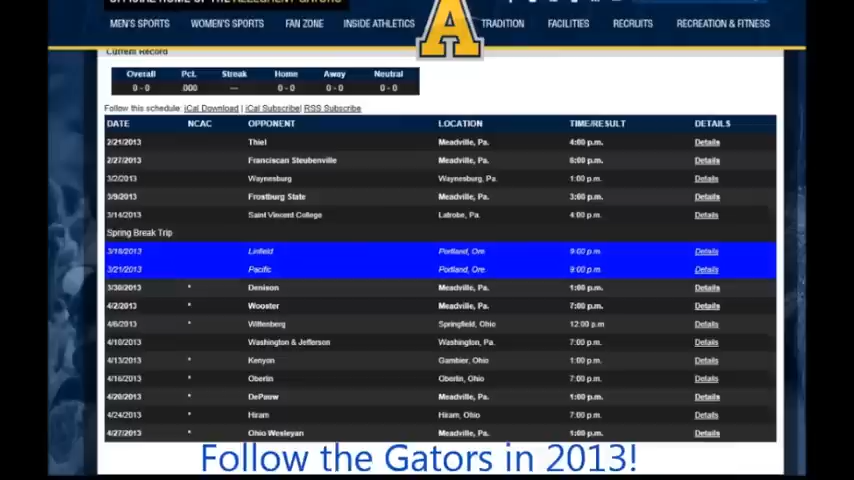 OFFICIAL HOME OF THE ALLEGHENY GATORS
MEN'S SPORTS WOMEN'S SPORTS FAN ZONE INSIDE ATHLETICS A TRADITION FACILITIES RECRUITS RECREATION & FITNESS
Current Record
Overall Pct. Streak Home Away Neutral
0 - 0 .000 --- 0 - 0 0 - 0 0 - 0
Follow this schedule: iCal Download | iCal Subscribe| RSS Subscribe
DATE NCAC OPPONENT LOCATION TIME/RESULT DETAILS
2/21/2013 Thiel Meadville, Pa. 4:00 p.m. Details
2/27/2013 Franciscan Steubenville Meadville, Pa. 6:00 p.m. Details
3/2/2013 Waynesburg Waynesburg, Pa. 1:00 p.m. Details
3/9/2013 Frostburg State Meadville, Pa. 3:00 p.m. Details
3/14/2013 Saint Vincent College Latrobe, Pa. 4:00 p.m. Details
Spring Break Trip
3/18/2013 Linfield Portland, Ore 9:00 p.m. Details
3/21/2013 Pacific Portland, Ore 9:00 p.m. Details
3/30/2013 * Denison Meadville, Pa. 1:00 p.m. Details
4/2/2013 * Wooster Meadville, Pa. 7:00 p.m. Details
4/6/2013 * Wittenberg Springfield, Ohio 12:00 p.m Details
4/10/2013 Washington & Jefferson Washington, Pa. 7:00 p.m. Details
4/13/2013 * Kenyon Gambier, Ohio 1:00 p.m. Details
4/16/2013 * Oberlin Oberlin, Ohio 7:00 p.m. Details
4/20/2013 * DePauw Meadville, Pa. 1:00 p.m. Details
4/24/2013 * Hiram Hiram, Ohio 7:00 p.m. Details
4/27/2013 * Ohio Wesleyan Meadville, Pa. 1:00 p.m. Details
Follow the Gators in 2013!